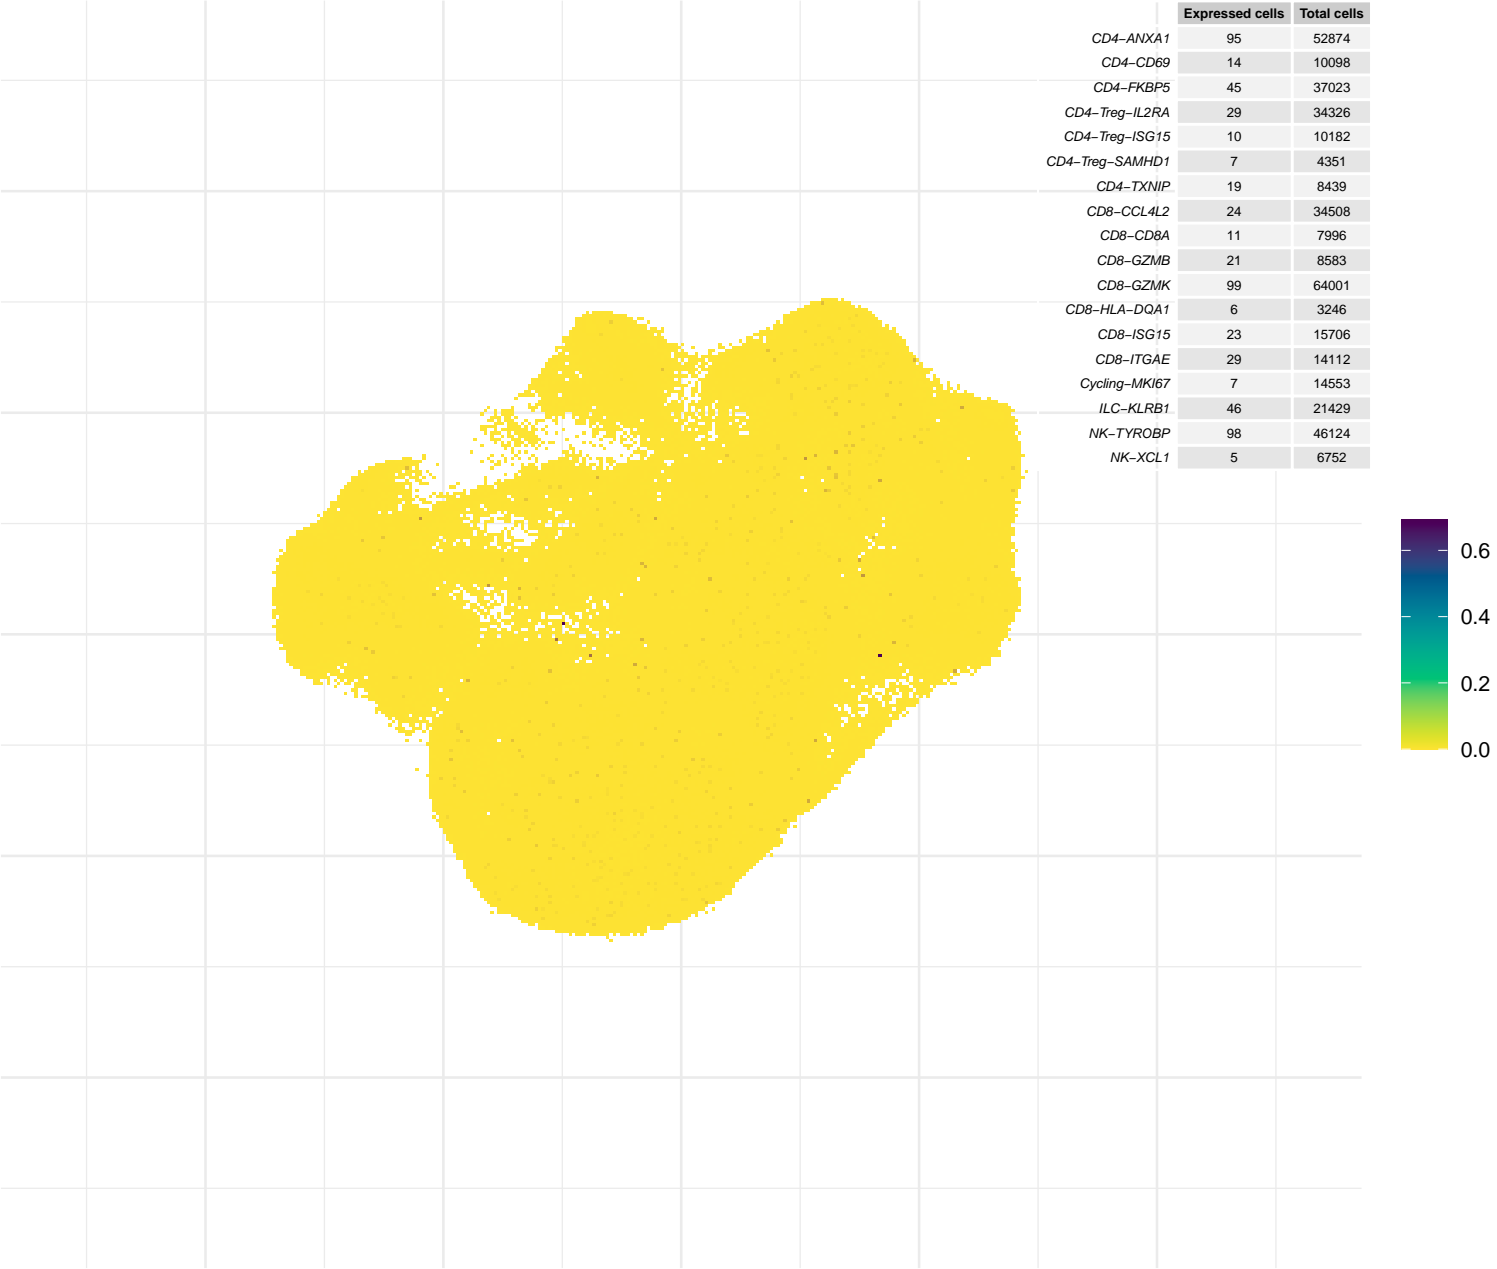 Expressed cells Total cells
CD4−ANXA1 95 52874
CD4−CD69 14 10098
CD4−FKBP5 45 37023
CD4−Treg−IL2RA 29 34326
CD4−Treg−ISG15 10 10182
CD4−Treg−SAMHD1 7 4351
CD4−TXNIP 19 8439
CD8−CCL4L2 24 34508
CD8−CD8A 11 7996
CD8−GZMB 21 8583
CD8−GZMK 99 64001
CD8−HLA−DQA1 6 3246
CD8−ISG15 23 15706
CD8−ITGAE 29 14112
Cycling−MKI67 7 14553
ILC−KLRB1 46 21429
NK−TYROBP 98 46124
NK−XCL1 5 6752
0.6
0.4
0.2
0.0